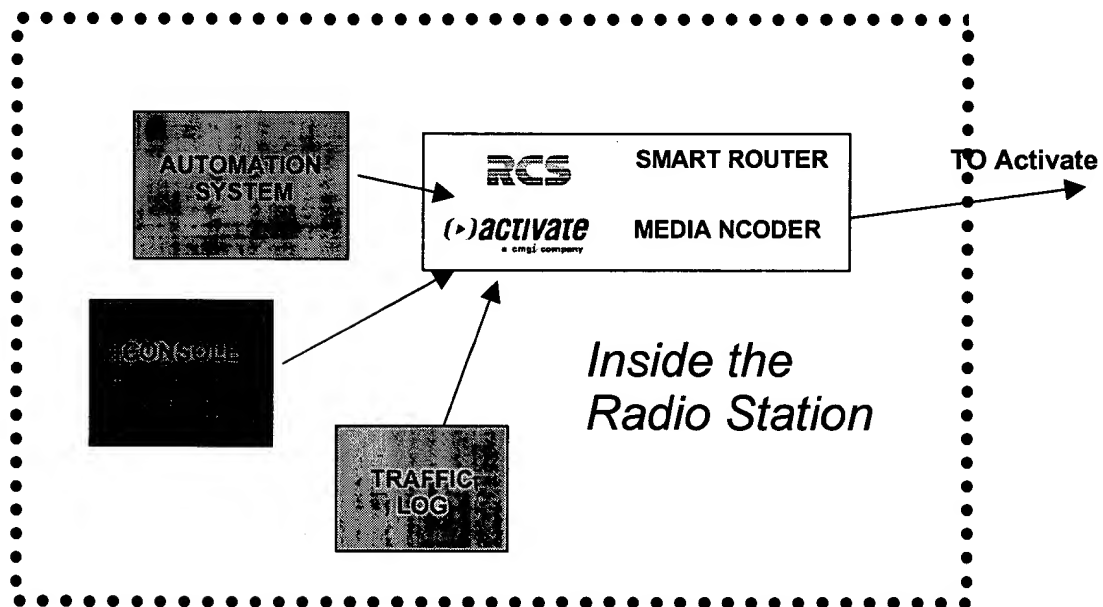 AUTOMATION
SYSTEM
RCS
SMART ROUTER
(▸)activate
a cmgi company
MEDIA NCODER
TO Activate
CONSOLE
Inside the
Radio Station
TRAFFIC
LOG